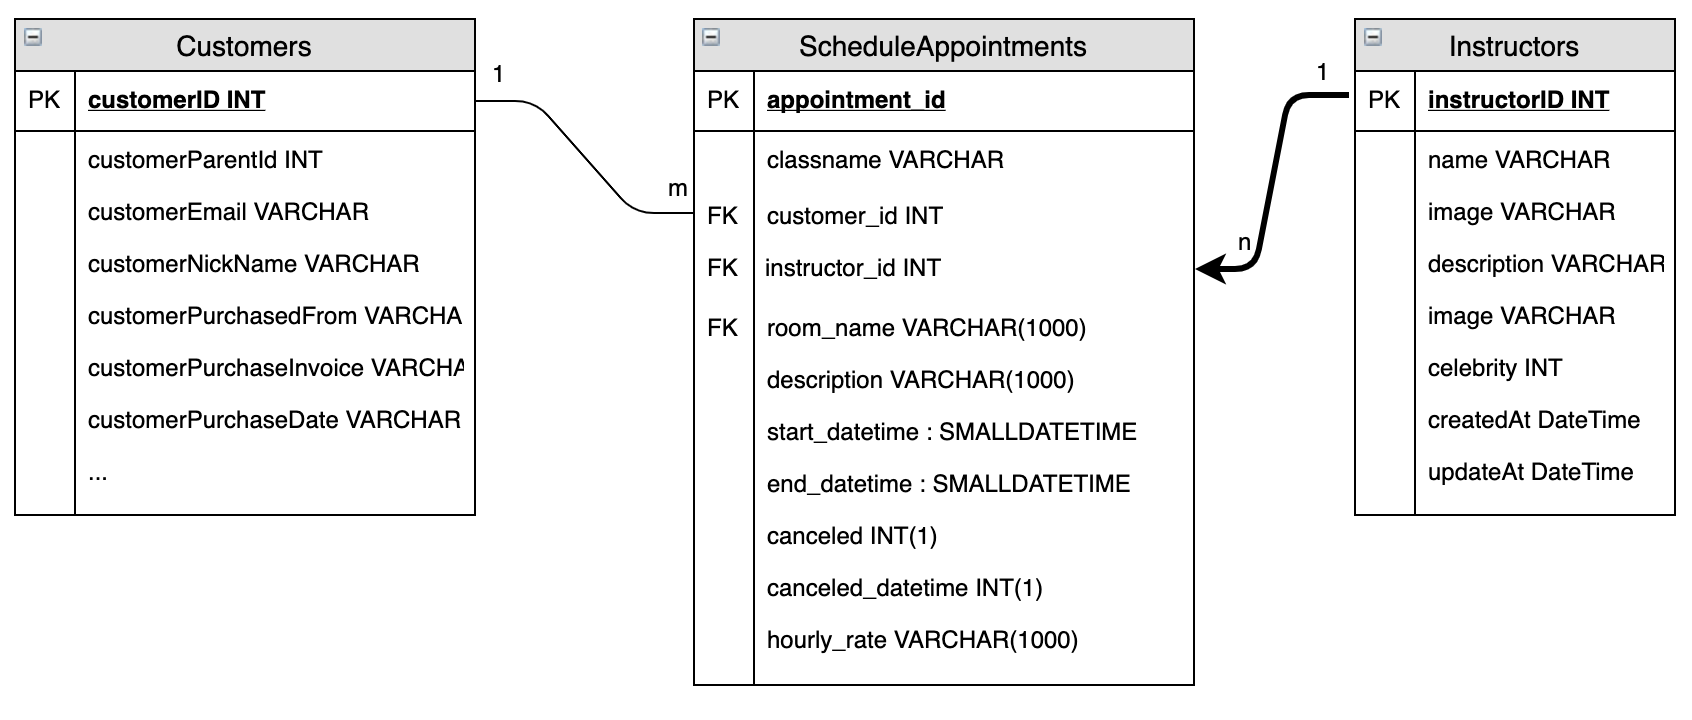 Customers
PK customerID INT
customerParentId INT
customerEmail VARCHAR
customerNickName VARCHAR
customerPurchasedFrom VARCHA
customerPurchaseInvoice VARCHA
customerPurchaseDate VARCHAR
...
1
m
ScheduleAppointments
PK appointment_id
classname VARCHAR
FK customer_id INT
FK instructor_id INT
FK room_name VARCHAR(1000)
description VARCHAR(1000)
start_datetime : SMALLDATETIME
end_datetime : SMALLDATETIME
canceled INT(1)
canceled_datetime INT(1)
hourly_rate VARCHAR(1000)
1
n
Instructors
PK instructorID INT
name VARCHAR
image VARCHAR
description VARCHAR
image VARCHAR
celebrity INT
createdAt DateTime
updateAt DateTime